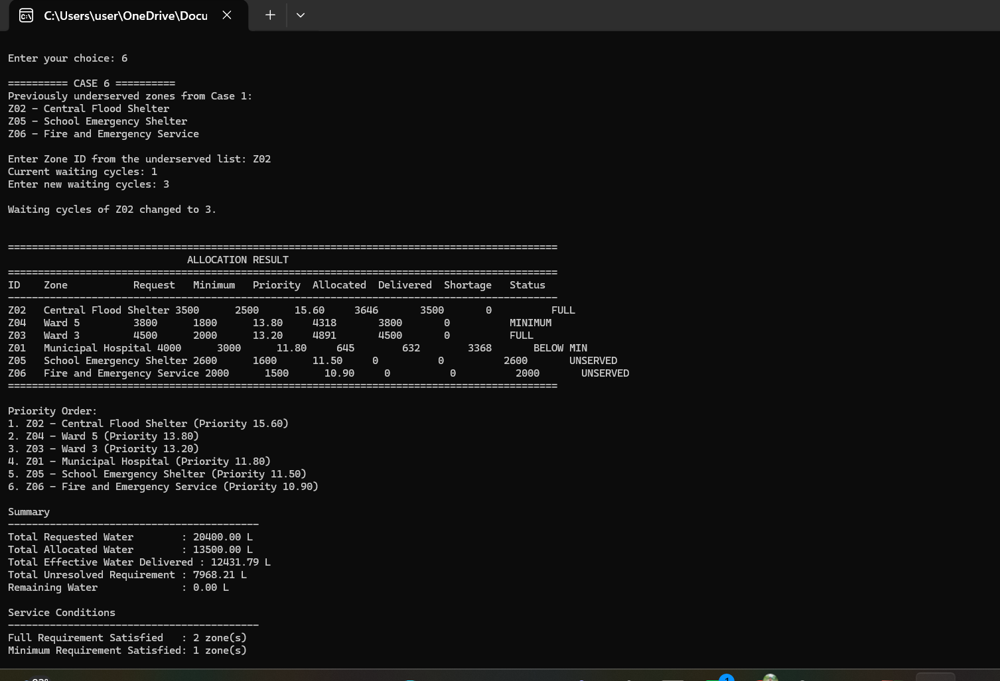 C:\Users\user\OneDrive\Docu
Enter your choice: 6
========== CASE 6 ==========
Previously underserved zones from Case 1:
Z02 - Central Flood Shelter
Z05 - School Emergency Shelter
Z06 - Fire and Emergency Service
Enter Zone ID from the underserved list: Z02
Current waiting cycles: 1
Enter new waiting cycles: 3
Waiting cycles of Z02 changed to 3.
============================================================================================
ALLOCATION RESULT
============================================================================================
ID    Zone           Request   Minimum   Priority  Allocated  Delivered  Shortage   Status
--------------------------------------------------------------------------------------------
Z02   Central Flood Shelter 3500      2500      15.60     3646       3500       0          FULL
Z04   Ward 5         3800      1800      13.80     4318       3800       0          MINIMUM
Z03   Ward 3         4500      2000      13.20     4891       4500       0          FULL
Z01   Municipal Hospital 4000      3000      11.80     645        632        3368       BELOW MIN
Z05   School Emergency Shelter 2600      1600      11.50     0          0          2600       UNSERVED
Z06   Fire and Emergency Service 2000      1500      10.90     0          0          2000       UNSERVED
============================================================================================
Priority Order:
1. Z02 - Central Flood Shelter (Priority 15.60)
2. Z04 - Ward 5 (Priority 13.80)
3. Z03 - Ward 3 (Priority 13.20)
4. Z01 - Municipal Hospital (Priority 11.80)
5. Z05 - School Emergency Shelter (Priority 11.50)
6. Z06 - Fire and Emergency Service (Priority 10.90)
Summary
------------------------------------------
Total Requested Water        : 20400.00 L
Total Allocated Water        : 13500.00 L
Total Effective Water Delivered : 12431.79 L
Total Unresolved Requirement : 7968.21 L
Remaining Water              : 0.00 L
Service Conditions
------------------------------------------
Full Requirement Satisfied   : 2 zone(s)
Minimum Requirement Satisfied: 1 zone(s)